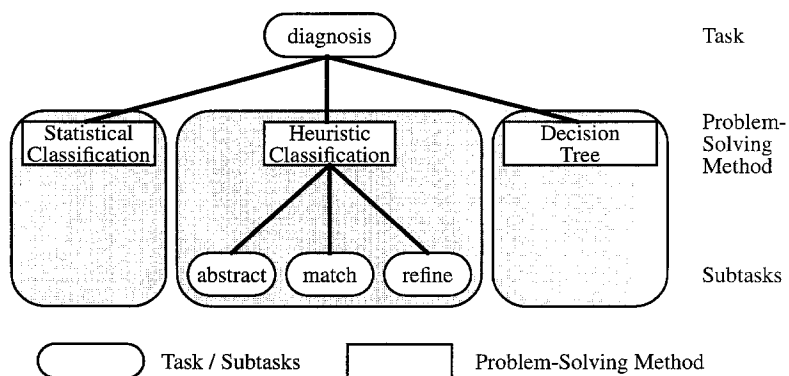 diagnosis
Task
Statistical
Classification
Heuristic
Classification
Decision
Tree
Problem-
Solving
Method
abstract
match
refine
Subtasks
Task / Subtasks
Problem-Solving Method